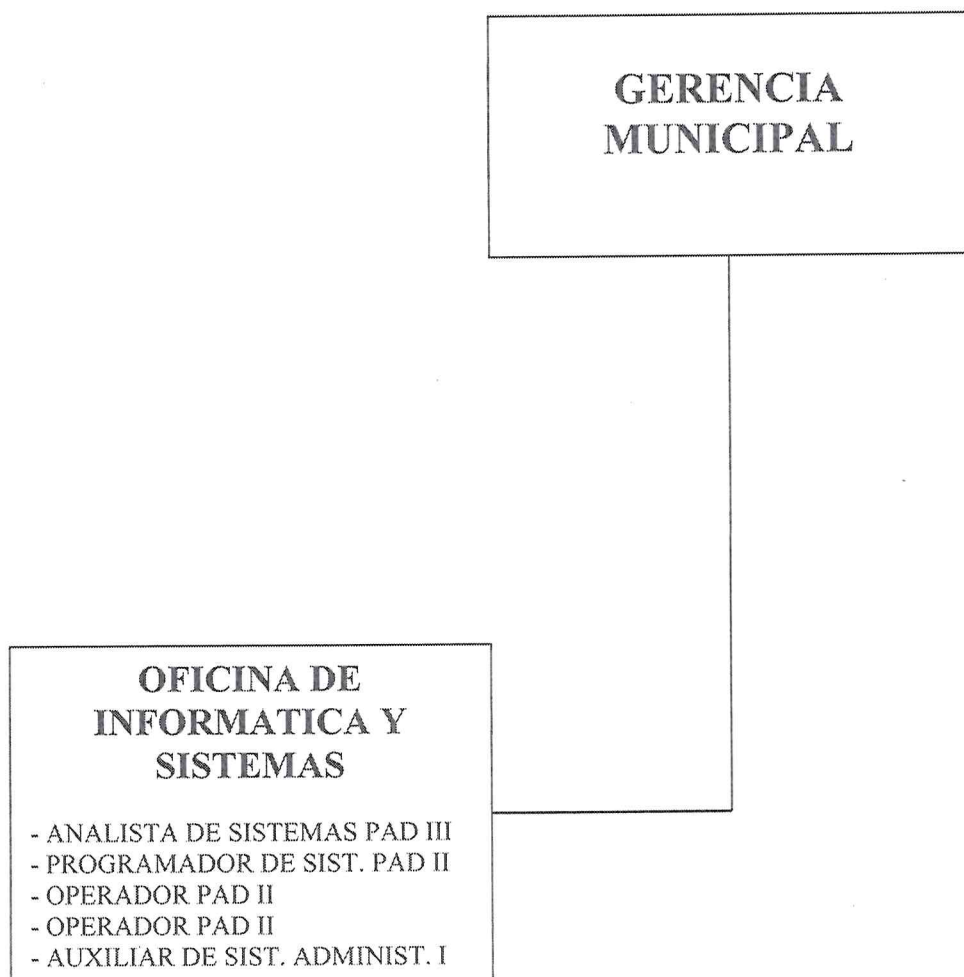 GERENCIA
MUNICIPAL
OFICINA DE
INFORMATICA Y
SISTEMAS
- ANALISTA DE SISTEMAS PAD III
- PROGRAMADOR DE SIST. PAD II
- OPERADOR PAD II
- OPERADOR PAD II
- AUXILIAR DE SIST. ADMINIST. I